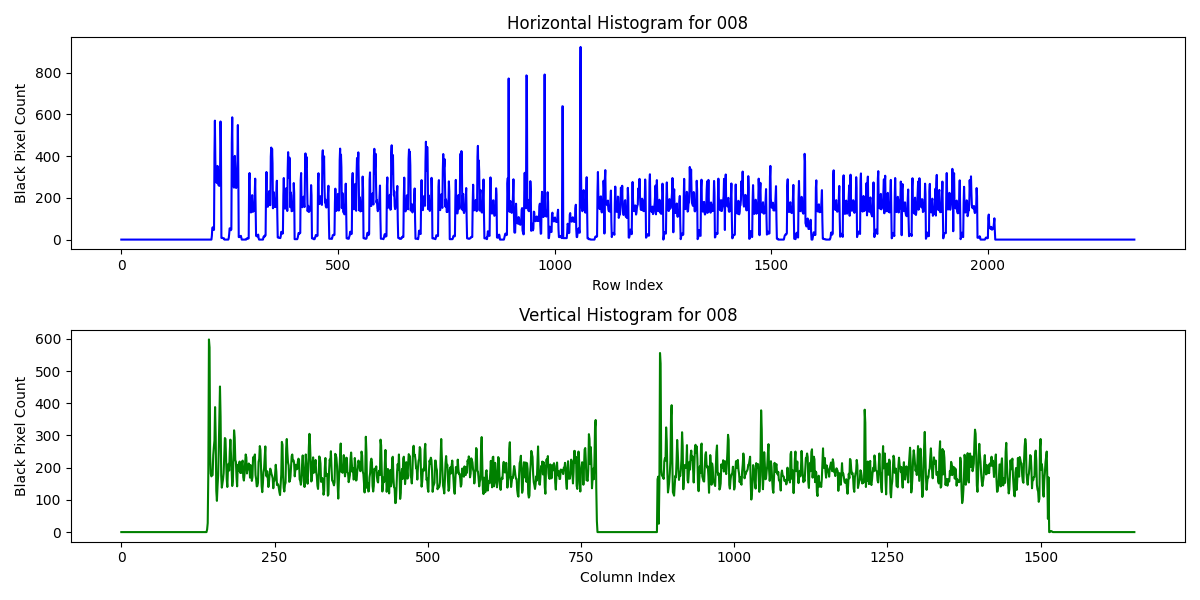 Horizontal Histogram for 008
Black Pixel Count
800
600
400
200
0
0 500 1000 1500 2000
Row Index
Vertical Histogram for 008
Black Pixel Count
600
500
400
300
200
100
0
0 250 500 750 1000 1250 1500
Column Index